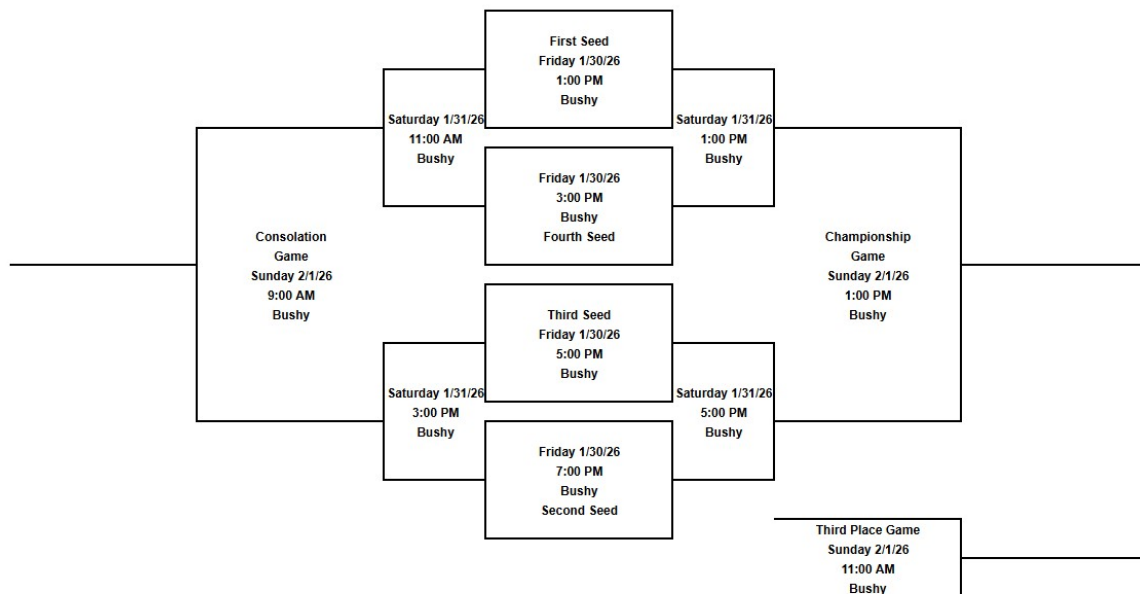 First Seed
Friday 1/30/26
1:00 PM
Bushy
Saturday 1/31/26
11:00 AM
Bushy
Saturday 1/31/26
1:00 PM
Bushy
Friday 1/30/26
3:00 PM
Bushy
Fourth Seed
Consolation
Game
Sunday 2/1/26
9:00 AM
Bushy
Championship
Game
Sunday 2/1/26
1:00 PM
Bushy
Third Seed
Friday 1/30/26
5:00 PM
Bushy
Saturday 1/31/26
3:00 PM
Bushy
Saturday 1/31/26
5:00 PM
Bushy
Friday 1/30/26
7:00 PM
Bushy
Second Seed
Third Place Game
Sunday 2/1/26
11:00 AM
Bushy